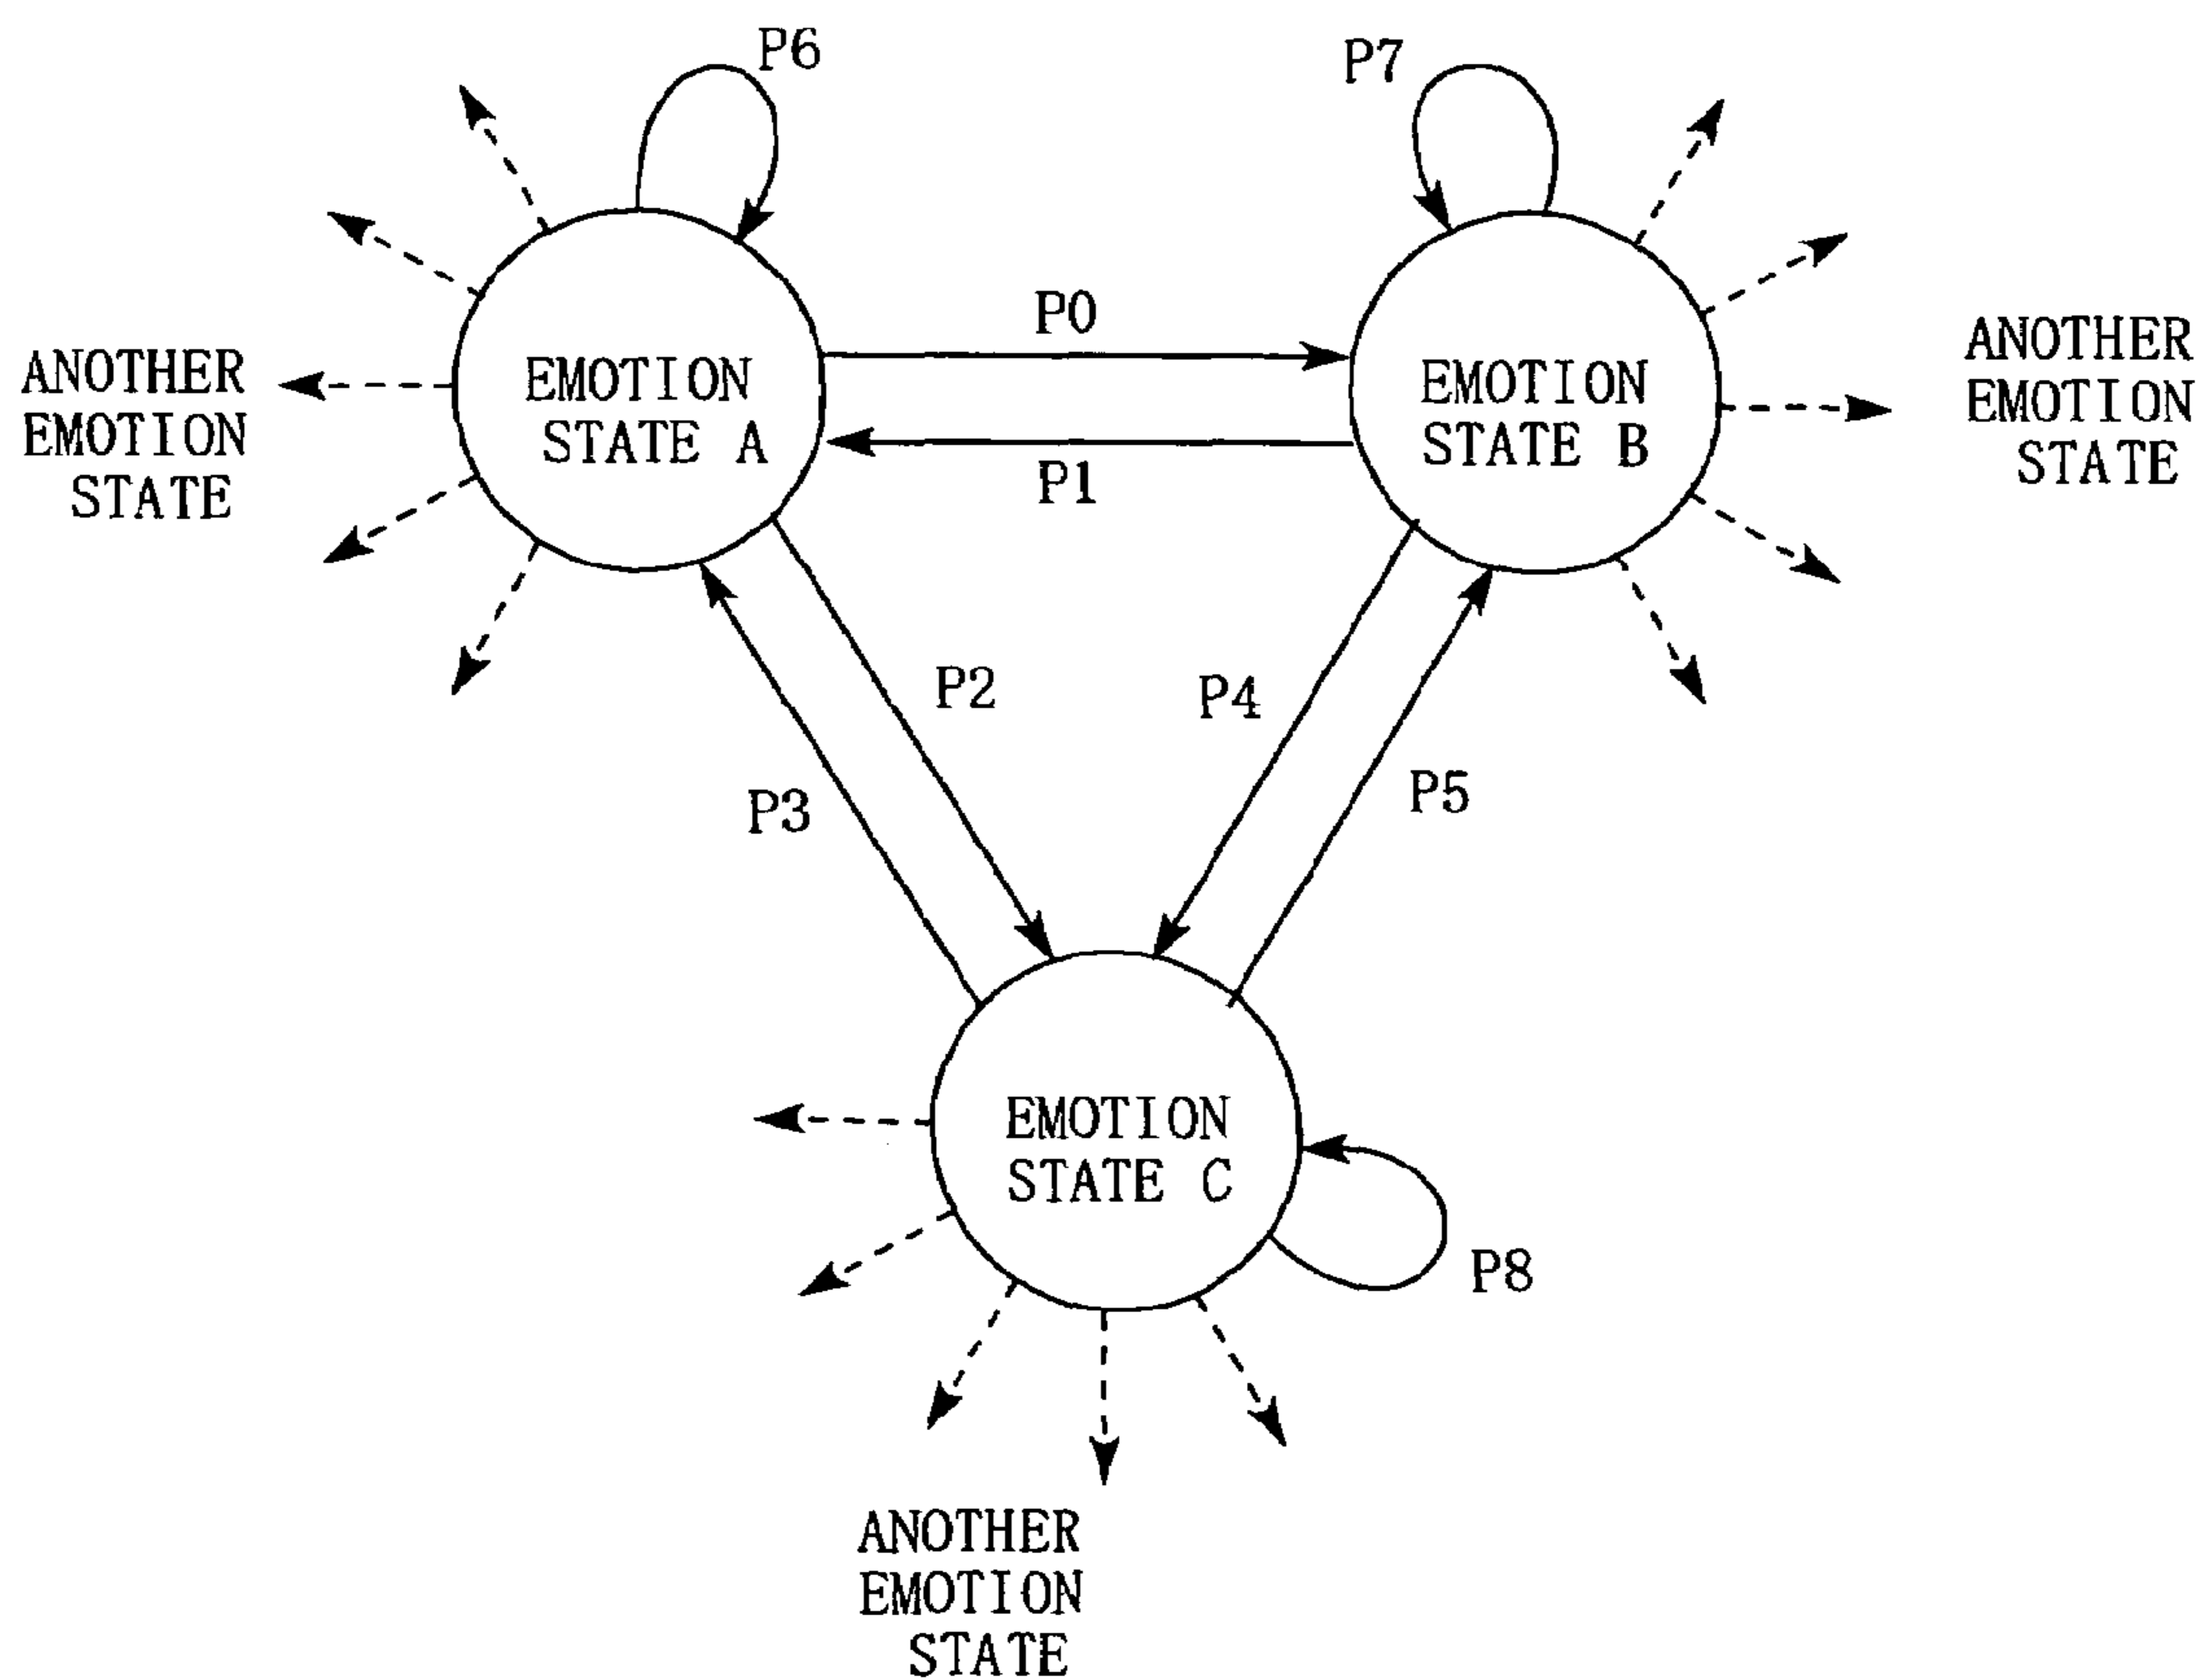 P6
P7
P0
ANOTHER
EMOTION
STATE
EMOTION
STATE A
EMOTION
STATE B
ANOTHER
EMOTION
STATE
P1
P2
P4
P3
P5
EMOTION
STATE C
P8
ANOTHER
EMOTION
STATE